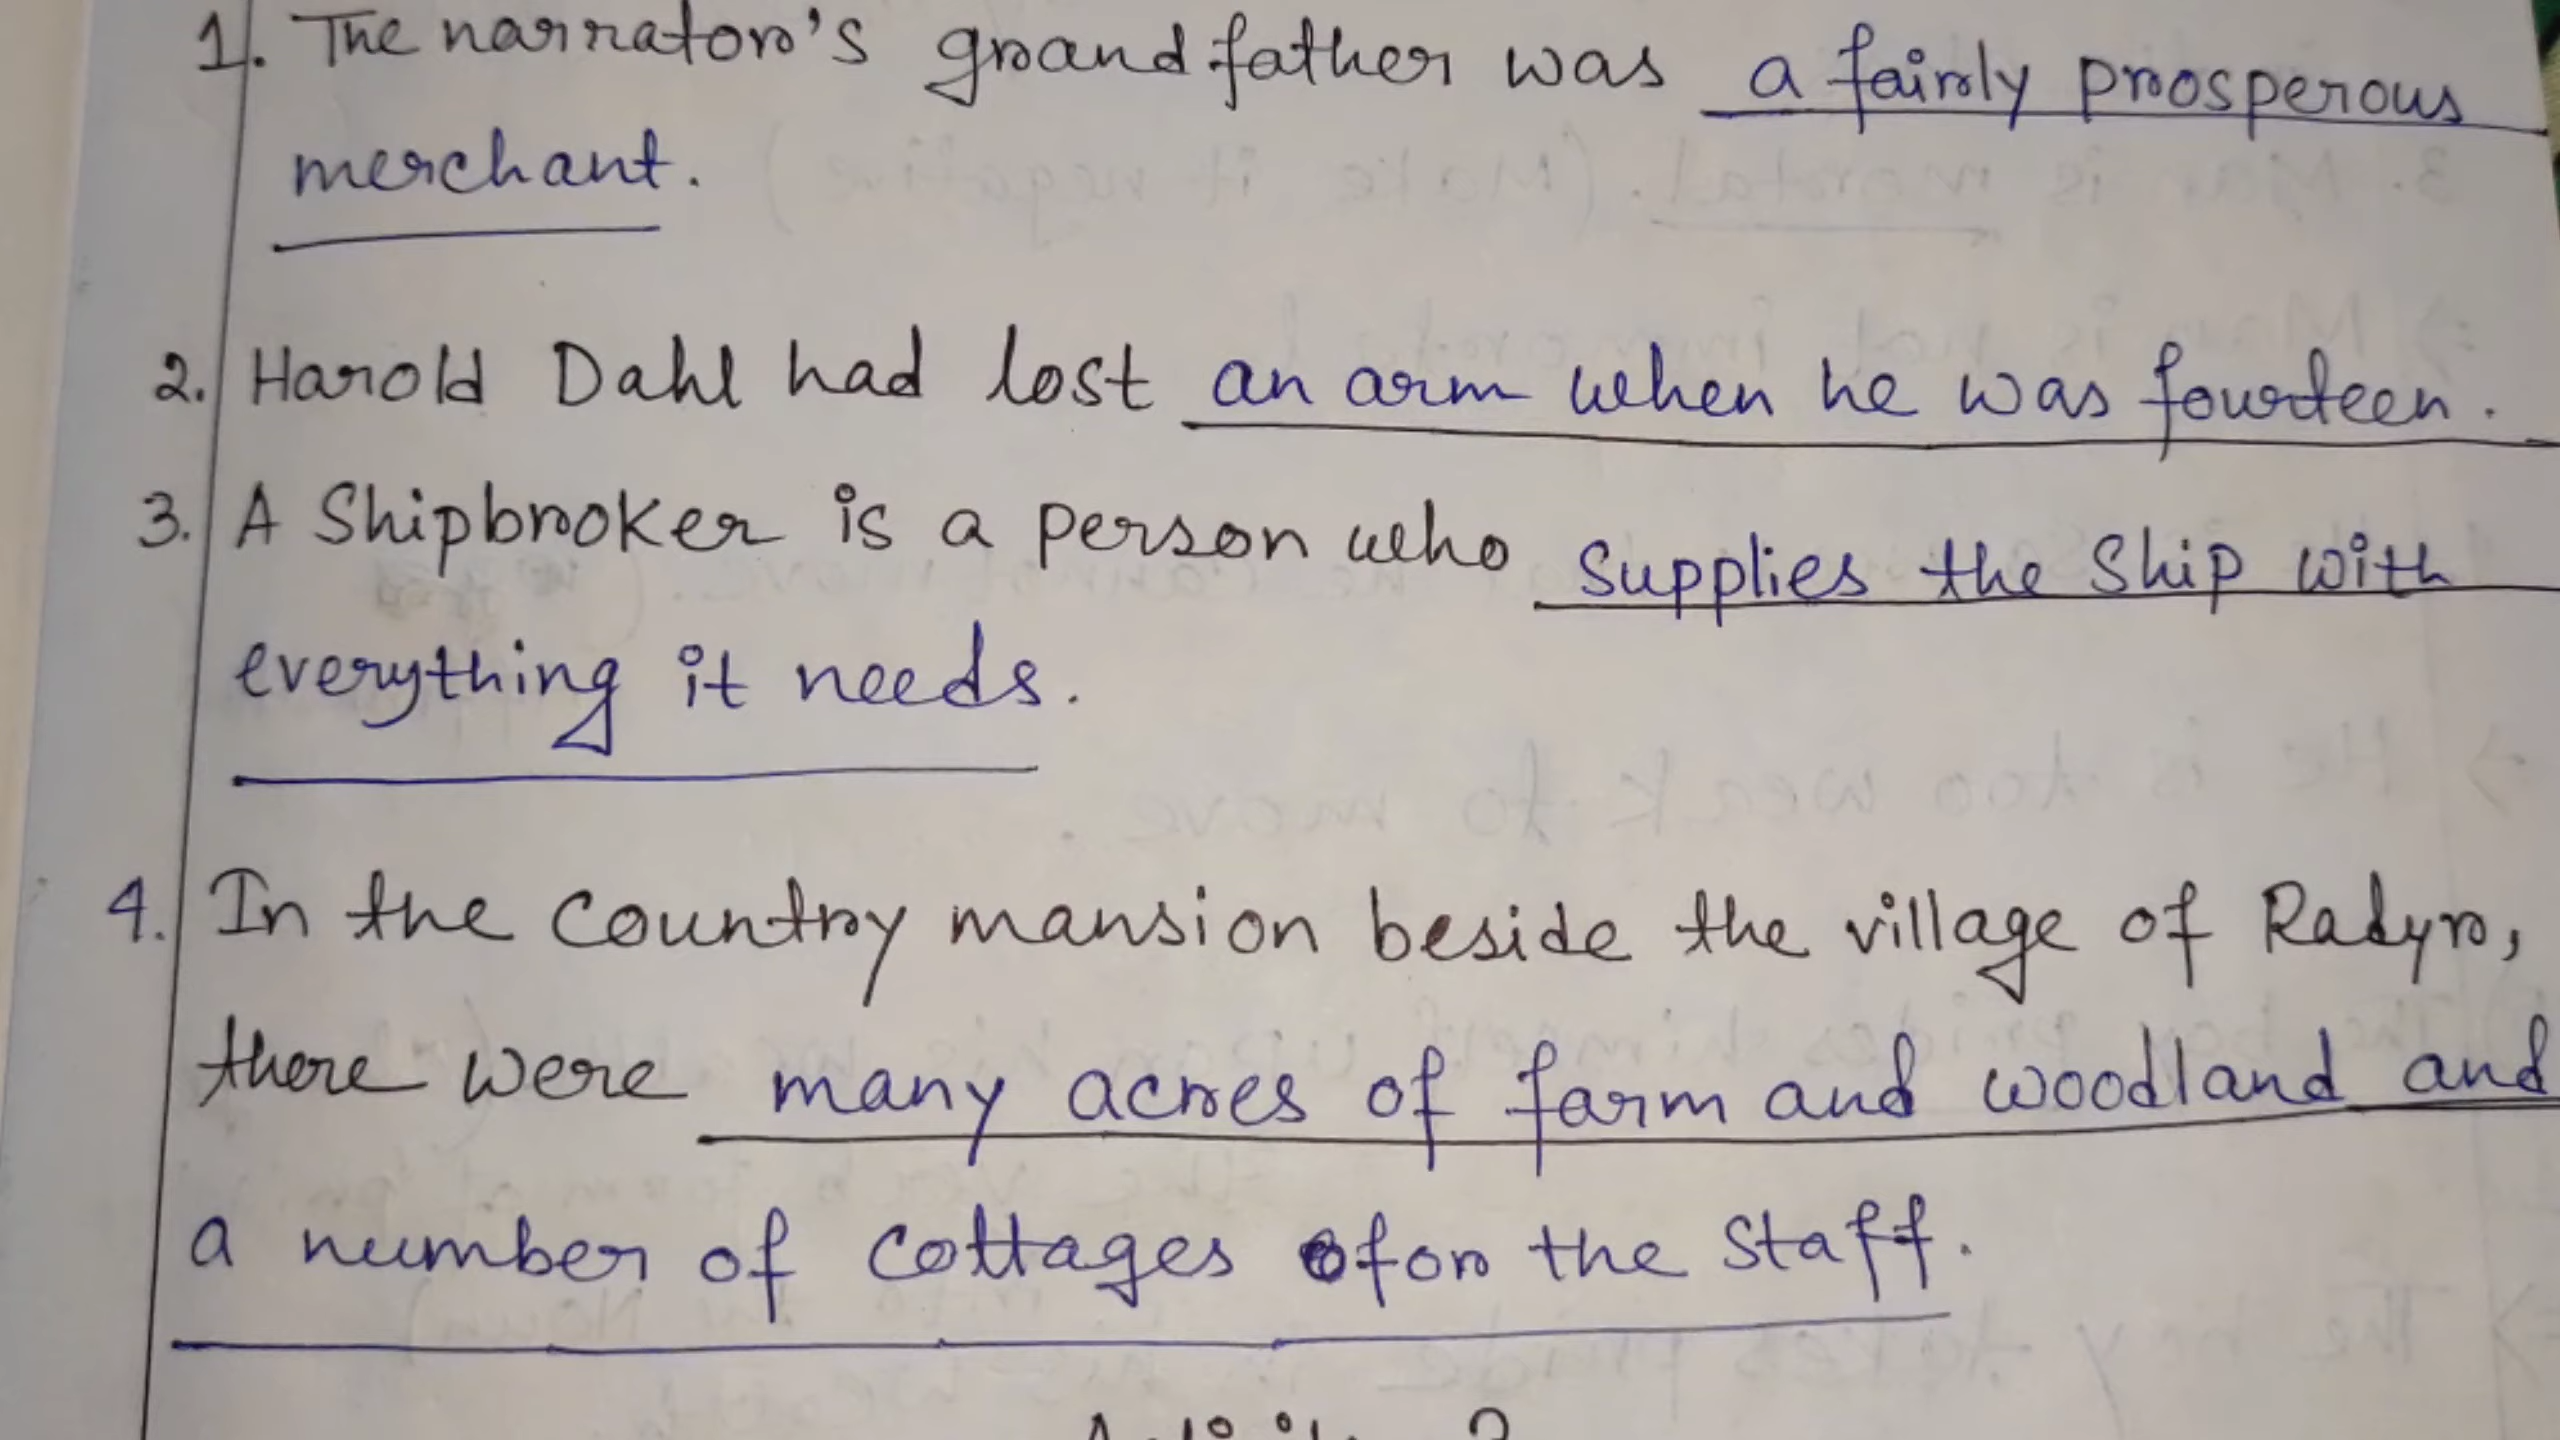 1. The narrator's grandfather was a fairly prosperous
merchant.
2. Harold Dahl had lost an arm when he was fourteen.
3. A Shipbroker is a person who supplies the ship with
everything it needs.
4. In the country mansion beside the village of Radyr,
there were many acres of farm and woodland and
a number of cottages for the staff.